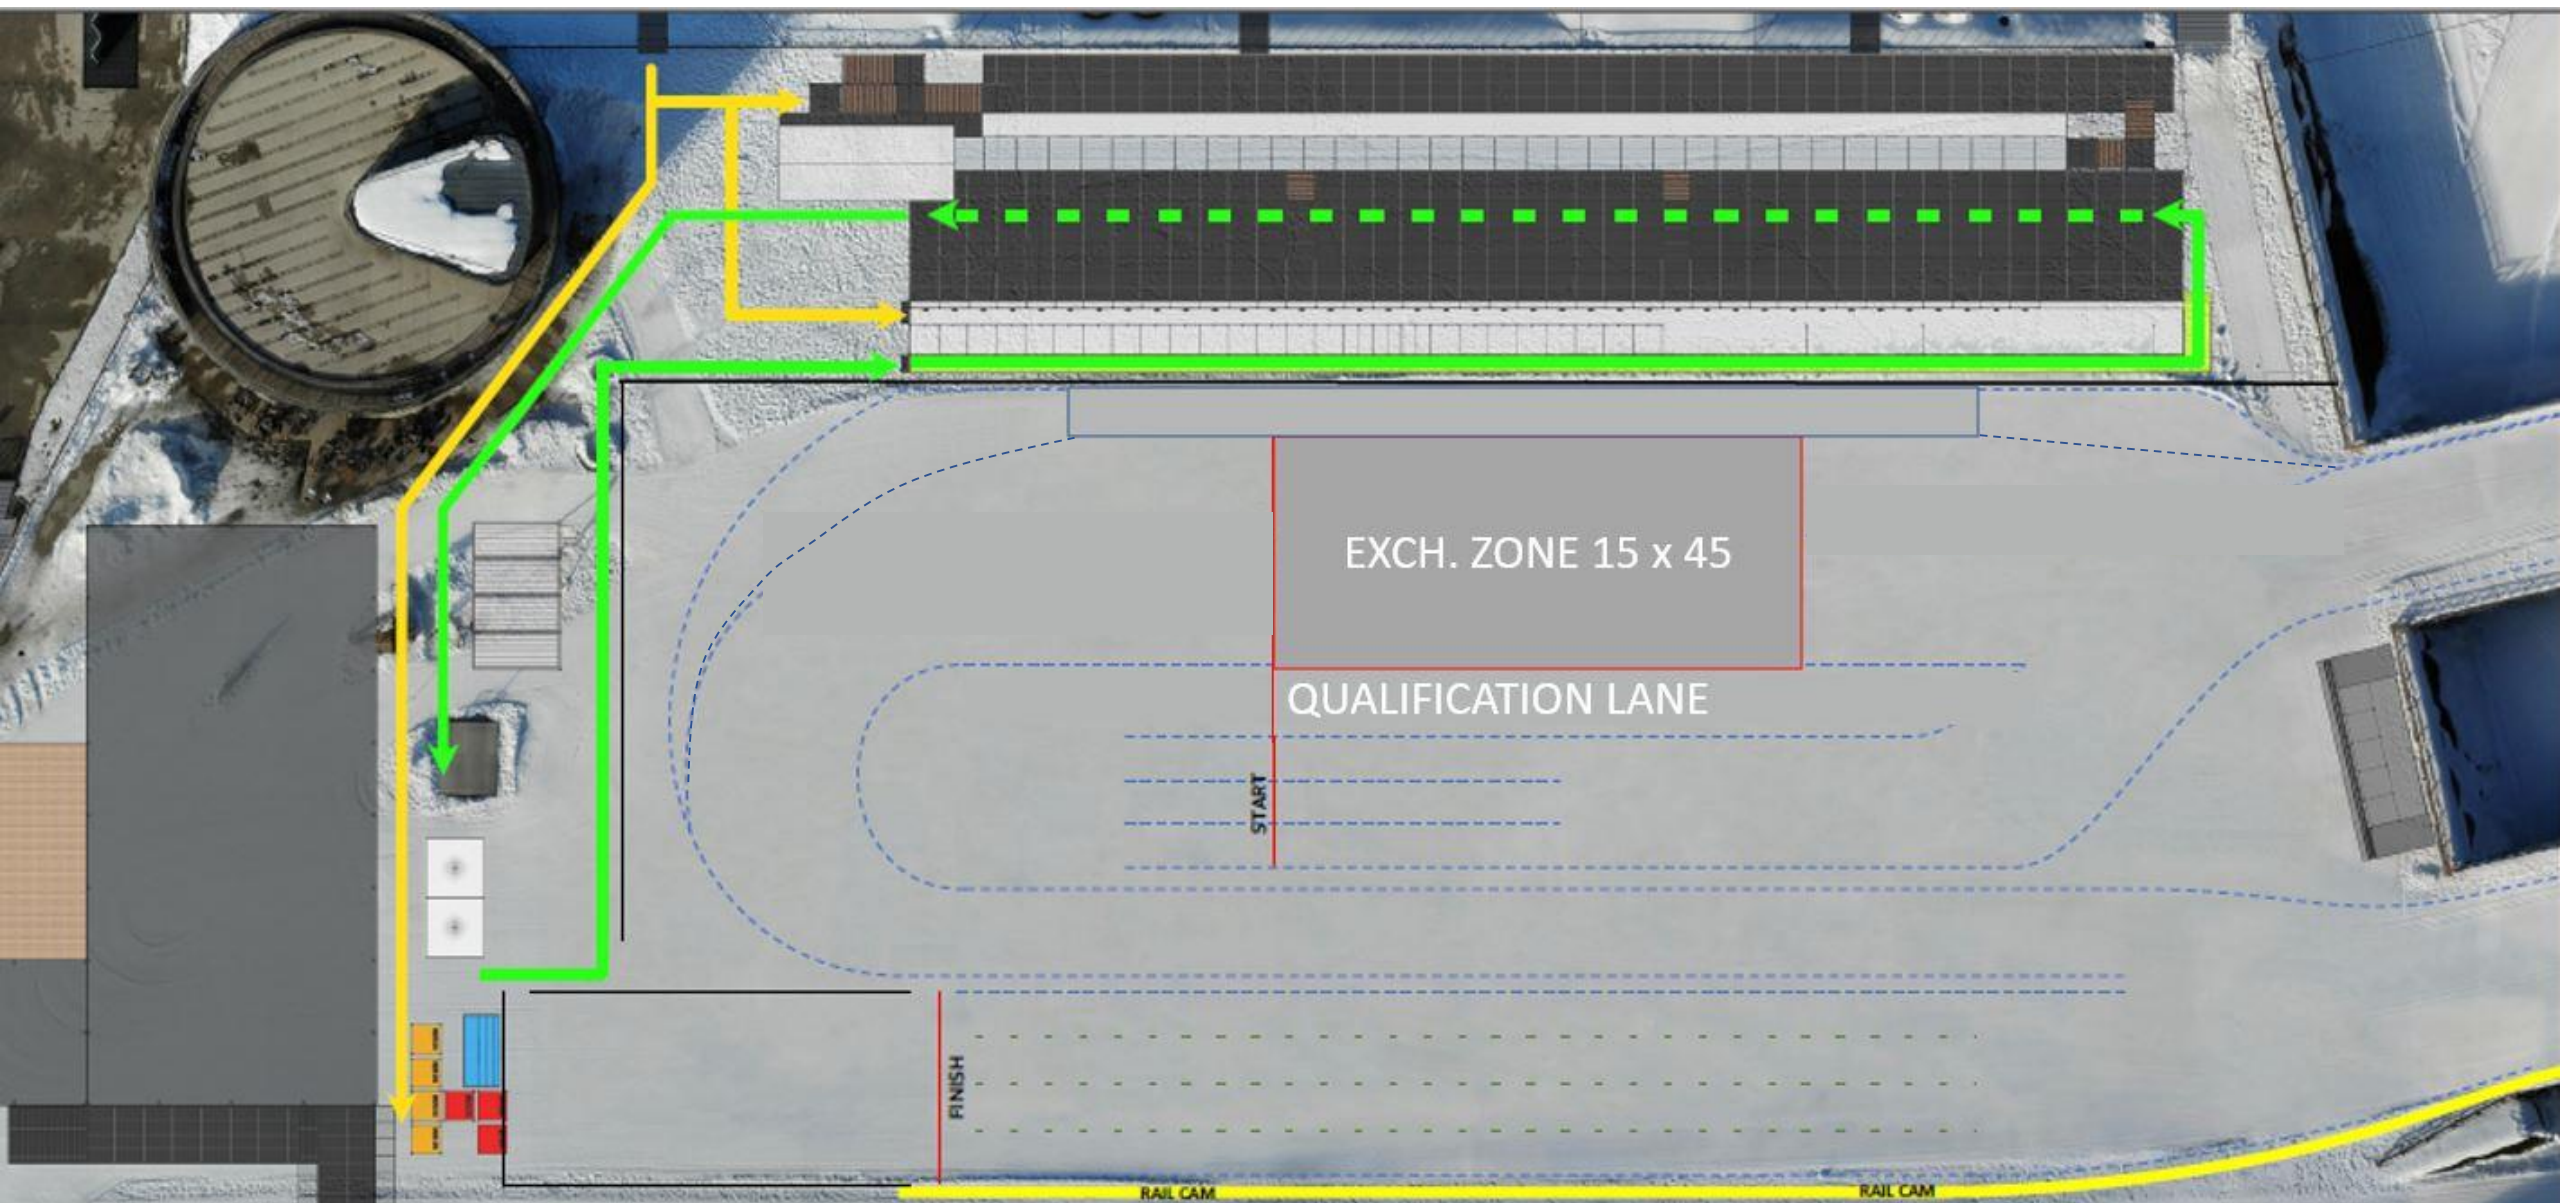 EXCH. ZONE 15 x 45
QUALIFICATION LANE
START
FINISH
RAIL CAM
RAIL CAM